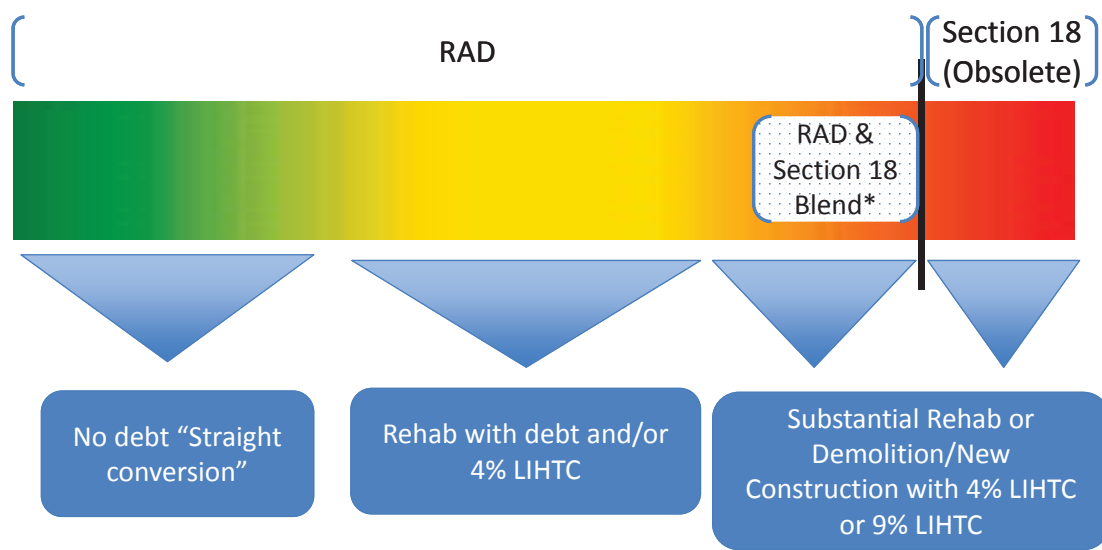 RAD
Section 18
(Obsolete)
RAD &
Section 18
Blend*
No debt “Straight
conversion”
Rehab with debt and/or
4% LIHTC
Substantial Rehab or
Demolition/New
Construction with 4% LIHTC
or 9% LIHTC